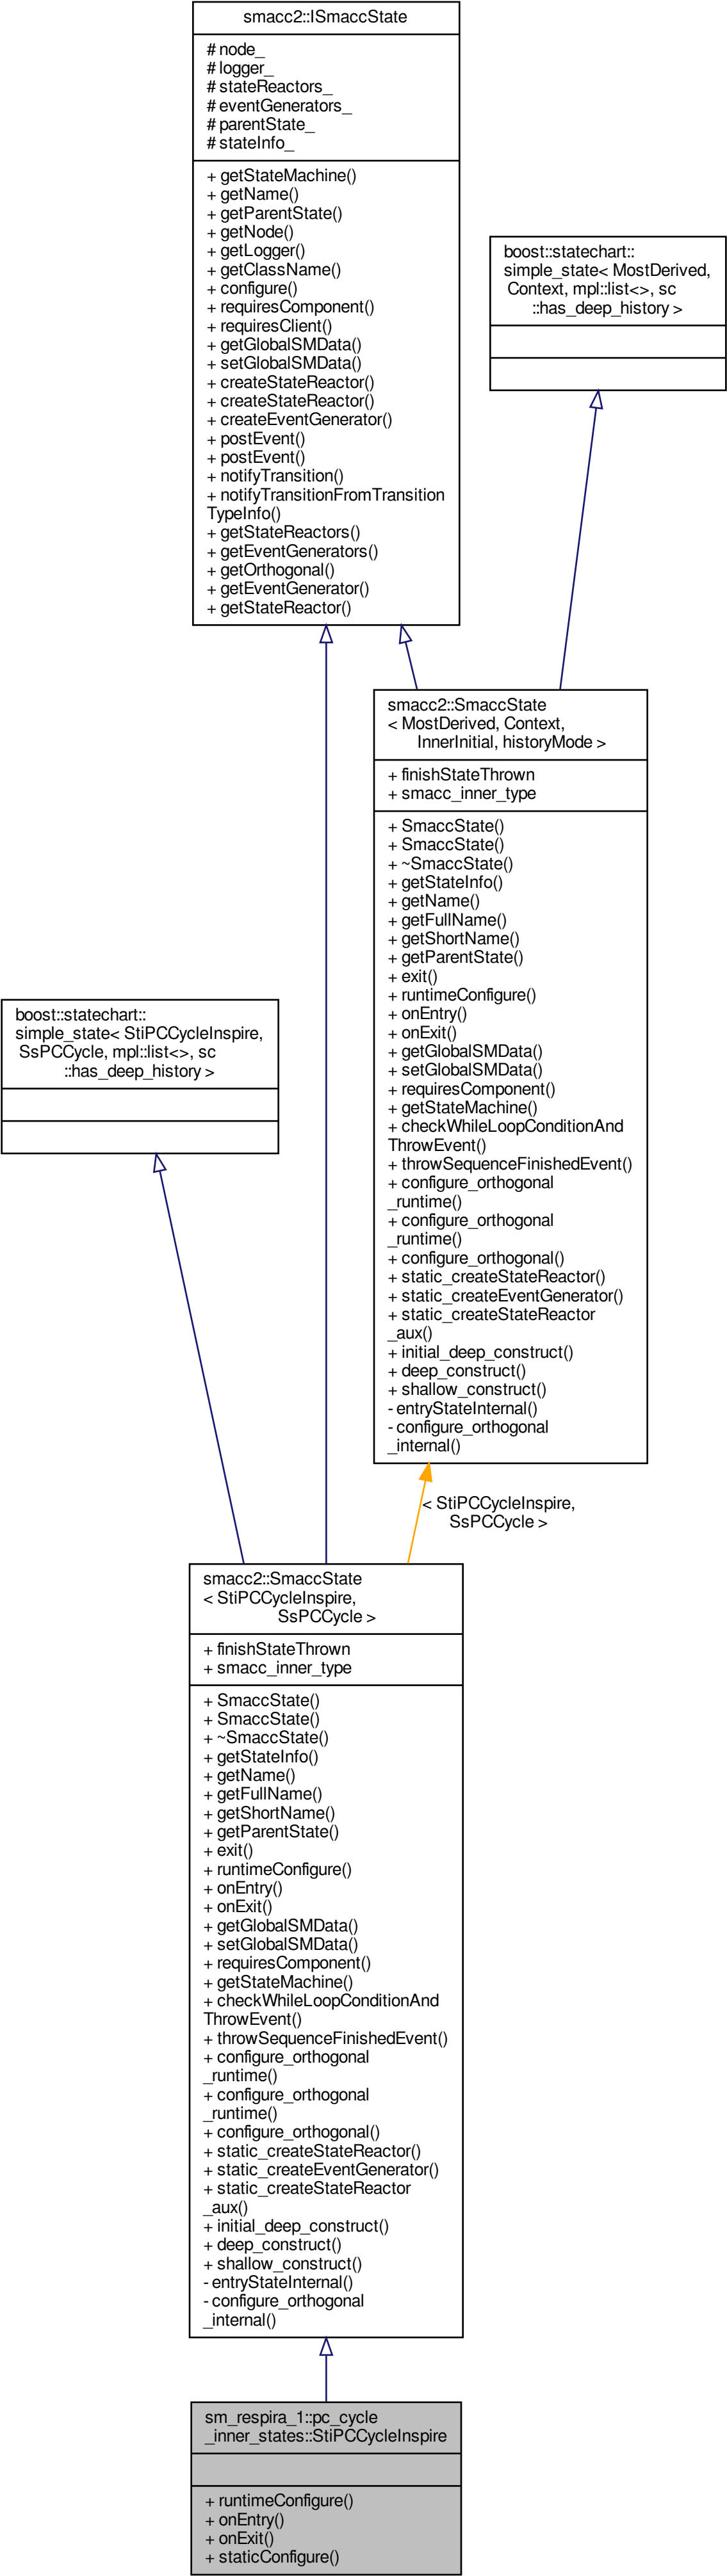 smacc2::ISmaccState
# node_
# logger_
# stateReactors_
# eventGenerators_
# parentState_
# stateInfo_
+ getStateMachine()
+ getName()
+ getParentState()
+ getNode()
+ getLogger()
+ getClassName()
+ configure()
+ requiresComponent()
+ requiresClient()
+ getGlobalSMData()
+ setGlobalSMData()
+ createStateReactor()
+ createStateReactor()
+ createEventGenerator()
+ postEvent()
+ postEvent()
+ notifyTransition()
+ notifyTransitionFromTransition
TypeInfo()
+ getStateReactors()
+ getEventGenerators()
+ getOrthogonal()
+ getEventGenerator()
+ getStateReactor()
boost::statechart::
simple_state< MostDerived,
Context, mpl::list<>, sc
::has_deep_history >
smacc2::SmaccState
< MostDerived, Context,
InnerInitial, historyMode >
+ finishStateThrown
+ smacc_inner_type
+ SmaccState()
+ SmaccState()
+ ~SmaccState()
+ getStateInfo()
+ getName()
+ getFullName()
+ getShortName()
+ getParentState()
+ exit()
+ runtimeConfigure()
+ onEntry()
+ onExit()
+ getGlobalSMData()
+ setGlobalSMData()
+ requiresComponent()
+ getStateMachine()
+ checkWhileLoopConditionAnd
ThrowEvent()
+ throwSequenceFinishedEvent()
+ configure_orthogonal
_runtime()
+ configure_orthogonal
_runtime()
+ configure_orthogonal()
+ static_createStateReactor()
+ static_createEventGenerator()
+ static_createStateReactor
_aux()
+ initial_deep_construct()
+ deep_construct()
+ shallow_construct()
- entryStateInternal()
- configure_orthogonal
_internal()
boost::statechart::
simple_state< StiPCCycleInspire,
SsPCCycle, mpl::list<>, sc
::has_deep_history >
< StiPCCycleInspire,
SsPCCycle >
smacc2::SmaccState
< StiPCCycleInspire,
SsPCCycle >
+ finishStateThrown
+ smacc_inner_type
+ SmaccState()
+ SmaccState()
+ ~SmaccState()
+ getStateInfo()
+ getName()
+ getFullName()
+ getShortName()
+ getParentState()
+ exit()
+ runtimeConfigure()
+ onEntry()
+ onExit()
+ getGlobalSMData()
+ setGlobalSMData()
+ requiresComponent()
+ getStateMachine()
+ checkWhileLoopConditionAnd
ThrowEvent()
+ throwSequenceFinishedEvent()
+ configure_orthogonal
_runtime()
+ configure_orthogonal
_runtime()
+ configure_orthogonal()
+ static_createStateReactor()
+ static_createEventGenerator()
+ static_createStateReactor
_aux()
+ initial_deep_construct()
+ deep_construct()
+ shallow_construct()
- entryStateInternal()
- configure_orthogonal
_internal()
sm_respira_1::pc_cycle
_inner_states::StiPCCycleInspire
+ runtimeConfigure()
+ onEntry()
+ onExit()
+ staticConfigure()